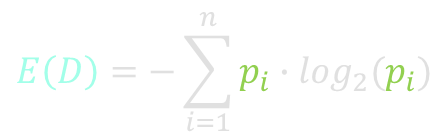 E(D) = − ∑_{i=1}^{n} p_i · log_2(p_i)